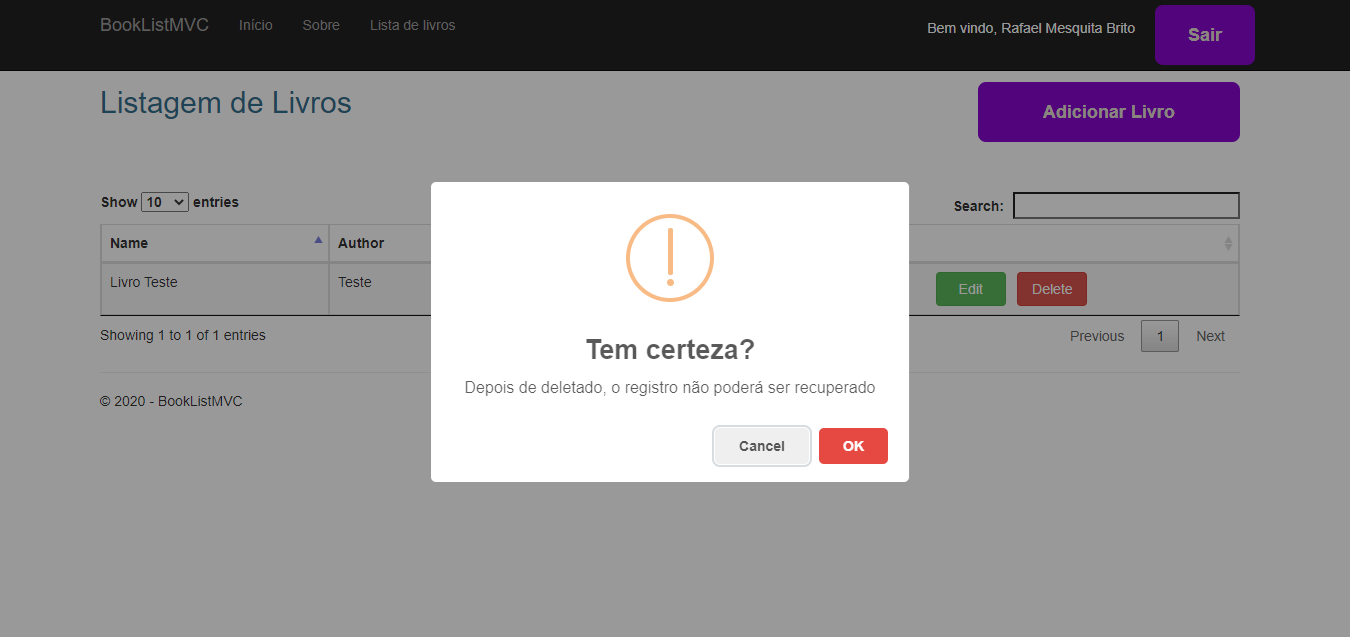 BookListMVC Início Sobre Lista de livros Bem vindo, Rafael Mesquita Brito Sair
Listagem de Livros Adicionar Livro
Show 10 entries Search:
Name Author
Livro Teste Teste Edit Delete
Showing 1 to 1 of 1 entries Previous 1 Next
© 2020 - BookListMVC
Tem certeza?
Depois de deletado, o registro não poderá ser recuperado
Cancel OK